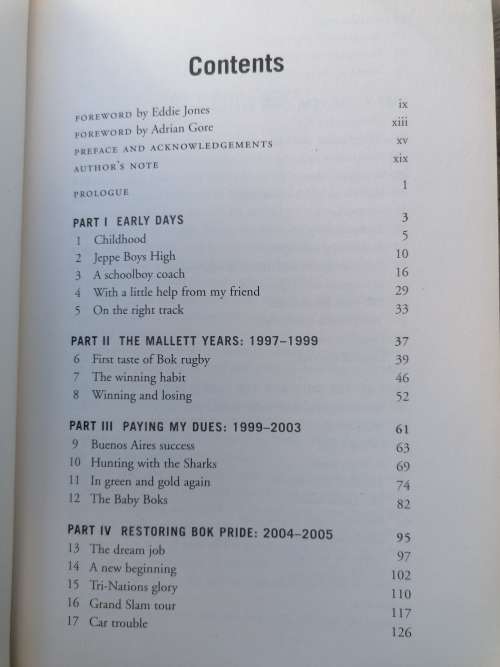 Contents
FOREWORD by Eddie Jones ix
FOREWORD by Adrian Gore xiii
PREFACE AND ACKNOWLEDGEMENTS xv
AUTHOR'S NOTE xix
PROLOGUE 1
PART I EARLY DAYS 3
1 Childhood 5
2 Jeppe Boys High 10
3 A schoolboy coach 16
4 With a little help from my friend 29
5 On the right track 33
PART II THE MALLETT YEARS: 1997–1999 37
6 First taste of Bok rugby 39
7 The winning habit 46
8 Winning and losing 52
PART III PAYING MY DUES: 1999–2003 61
9 Buenos Aires success 63
10 Hunting with the Sharks 69
11 In green and gold again 74
12 The Baby Boks 82
PART IV RESTORING BOK PRIDE: 2004–2005 95
13 The dream job 97
14 A new beginning 102
15 Tri-Nations glory 110
16 Grand Slam tour 117
17 Car trouble 126